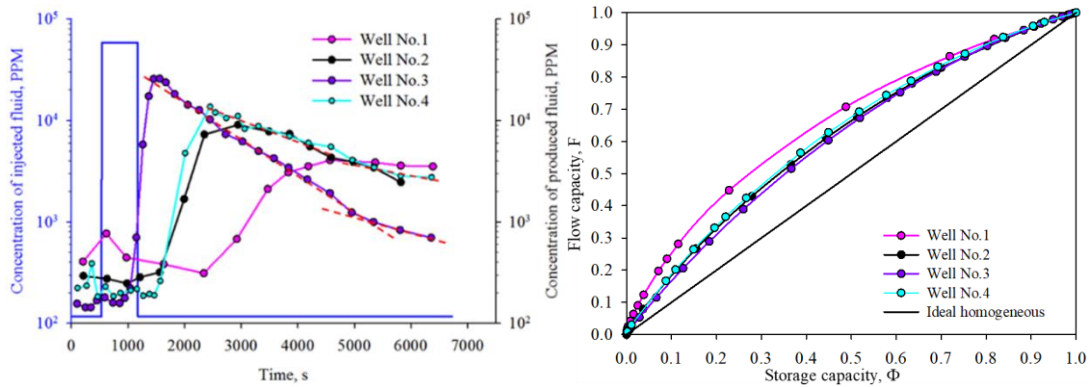 Concentration of injected fluid, PPM
10⁵
10⁴
10³
10²
0 1000 2000 3000 4000 5000 6000 7000
Time, s
Well No.1
Well No.2
Well No.3
Well No.4
10⁵
10⁴
10³
10²
Concentration of produced fluid, PPM
Flow capacity, F
1.0
0.9
0.8
0.7
0.6
0.5
0.4
0.3
0.2
0.1
0.0
0.0 0.1 0.2 0.3 0.4 0.5 0.6 0.7 0.8 0.9 1.0
Storage capacity, Φ
Well No.1
Well No.2
Well No.3
Well No.4
Ideal homogeneous